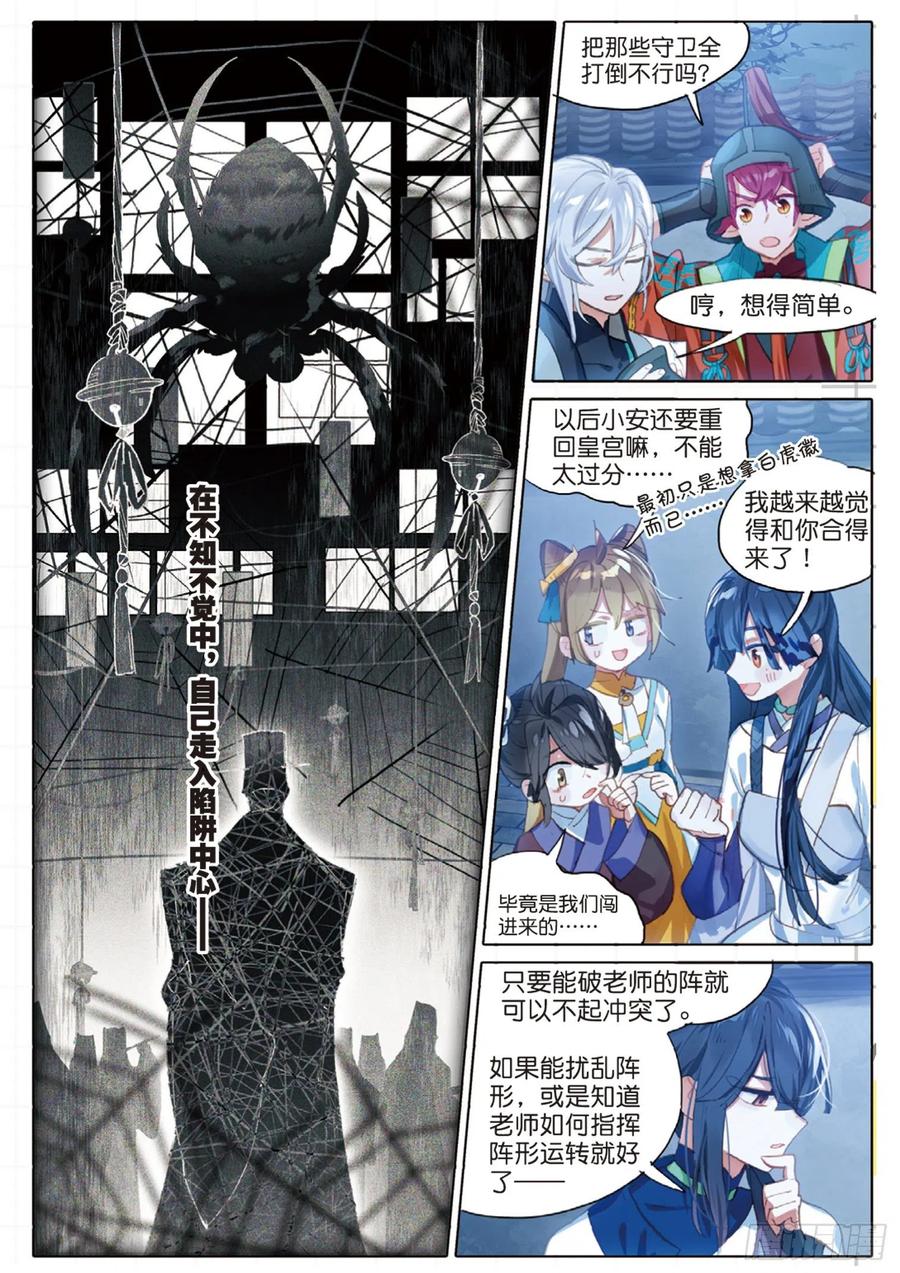 在不知不觉中，自己走入陷阱中心——
把那些守卫全
打倒不行吗？
哼，想得简单。
以后小安还要重
回皇宫嘛，不能
太过分……
最初只是想拿白虎徽
而已……
我越来越觉
得和你合得
来了！
毕竟是我们闯
进来的……
只要能破老师的阵就
可以不起冲突了。
如果能扰乱阵
形，或是知道
老师如何指挥
阵形运转就好
了——